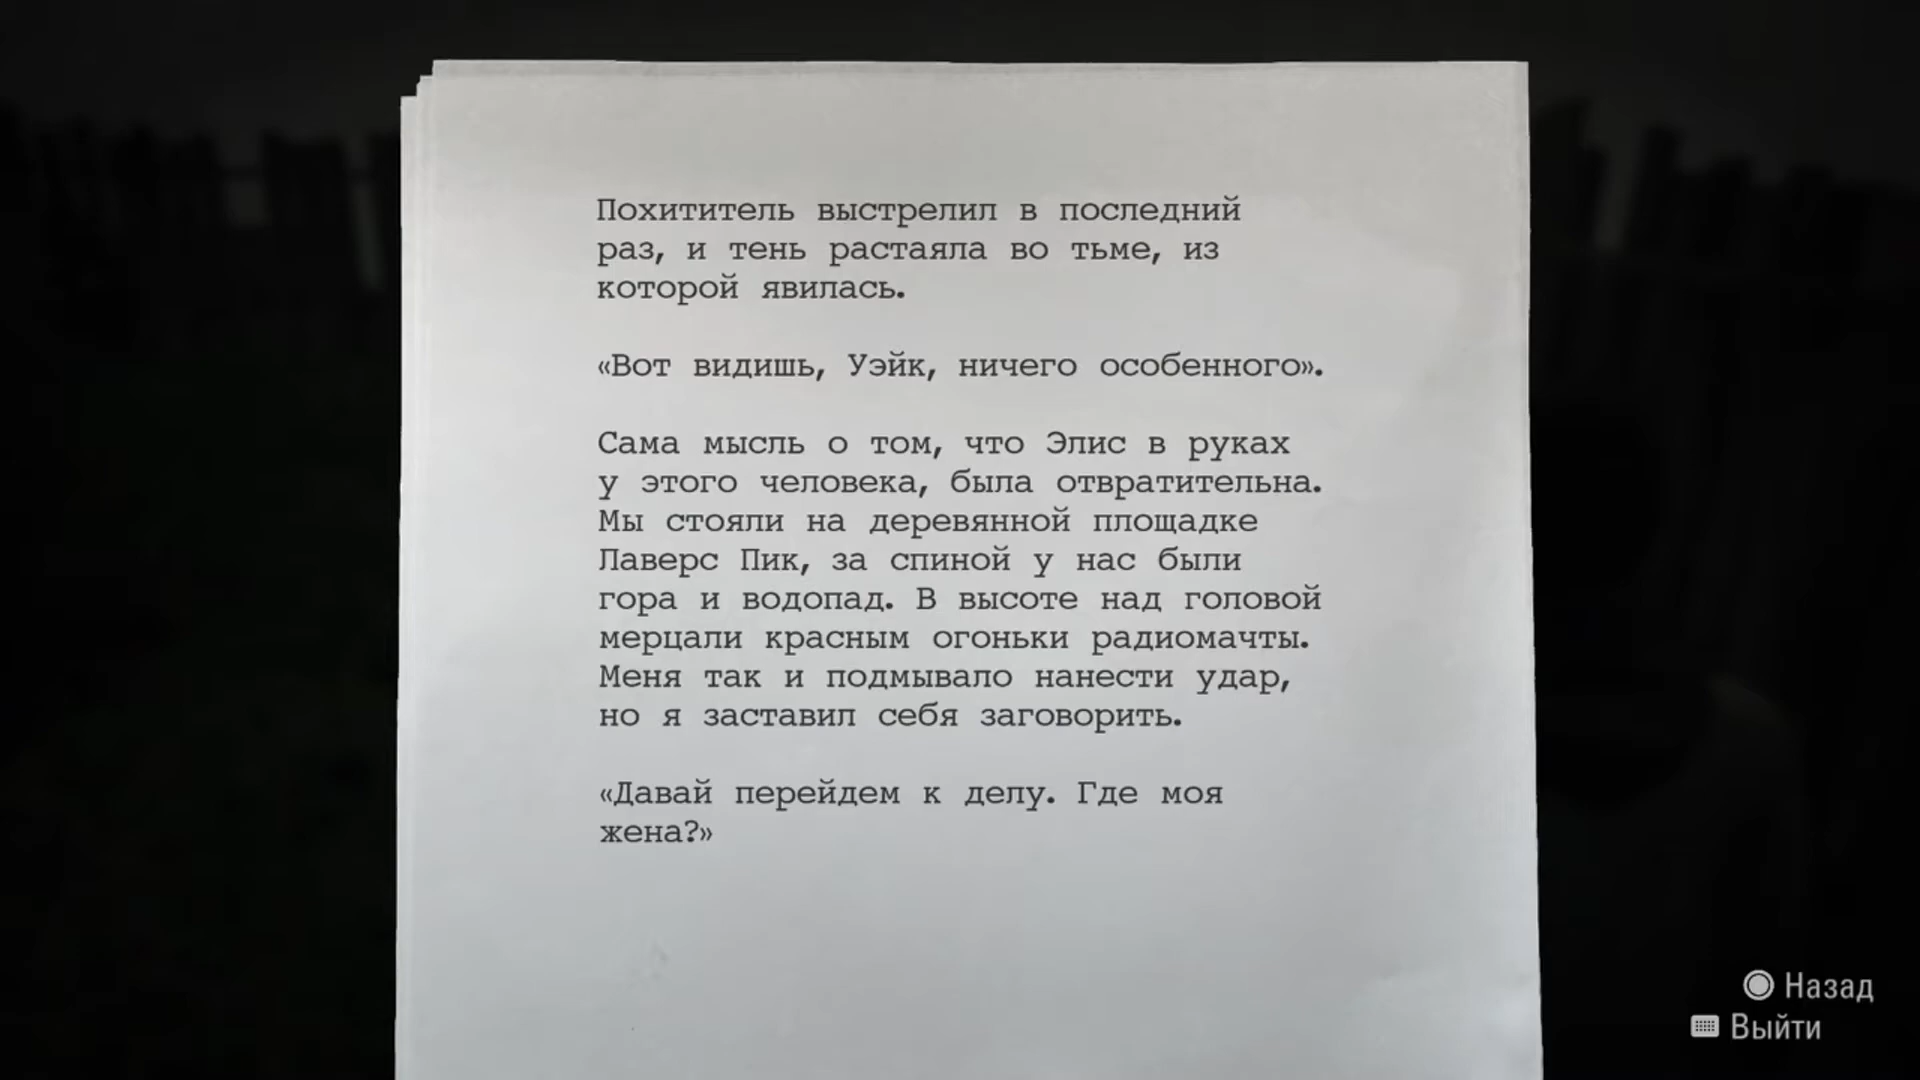 Похититель выстрелил в последний
раз, и тень растаяла во тьме, из
которой явилась.
«Вот видишь, Уэйк, ничего особенного».
Сама мысль о том, что Элис в руках
у этого человека, была отвратительна.
Мы стояли на деревянной площадке
Лаверс Пик, за спиной у нас были
гора и водопад. В высоте над головой
мерцали красным огоньки радиомачты.
Меня так и подмывало нанести удар,
но я заставил себя заговорить.
«Давай перейдем к делу. Где моя
жена?»
Назад
Выйти